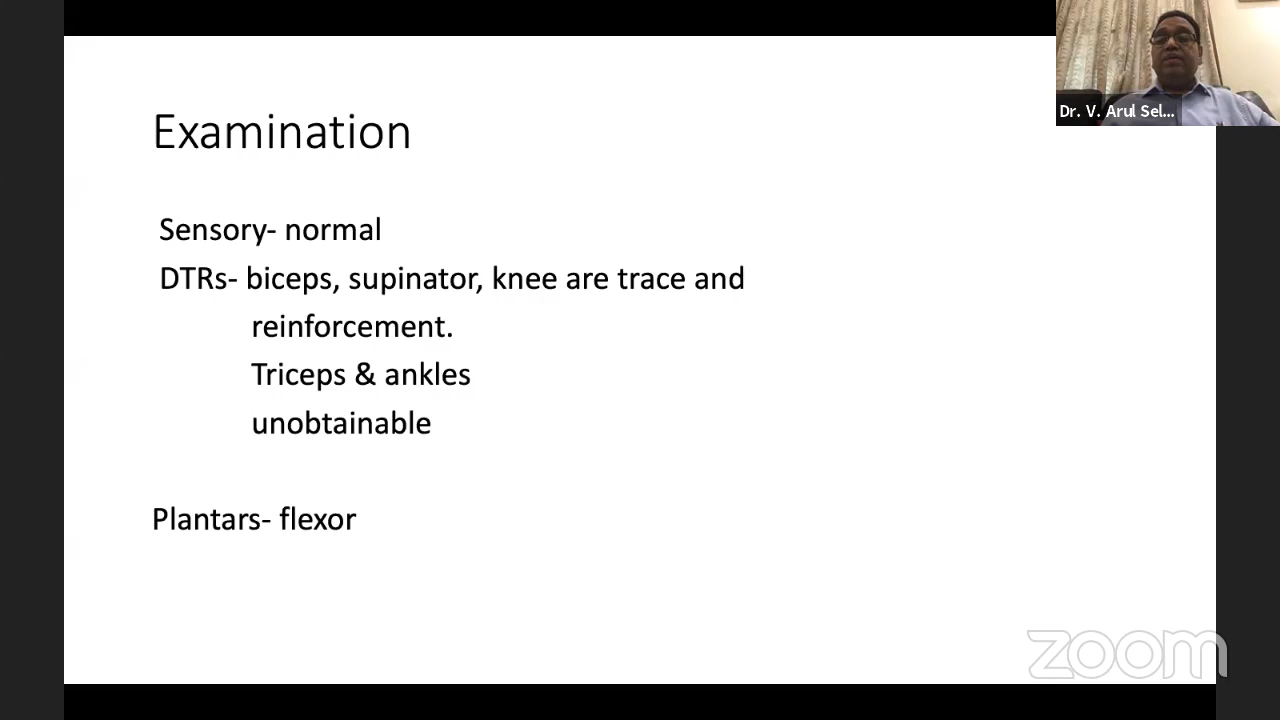 Dr. V. Arul Sel...
Examination
Sensory- normal
DTRs- biceps, supinator, knee are trace and
reinforcement.
Triceps & ankles
unobtainable
Plantars- flexor
zoom